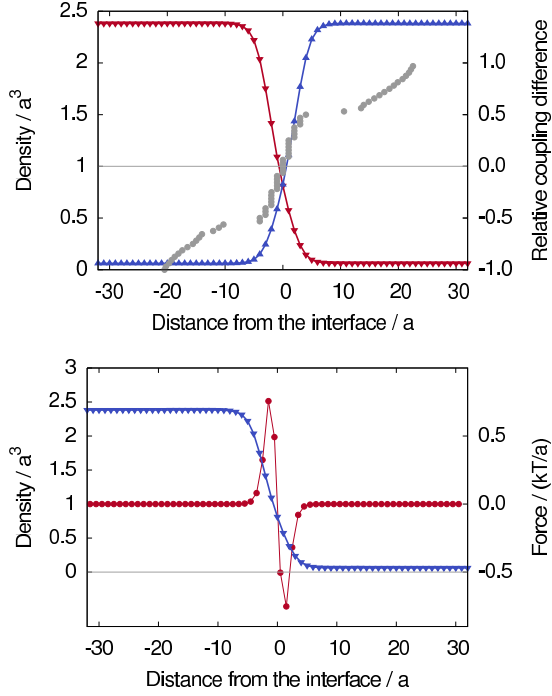 2.5
2
1.5
1
0.5
0
1.0
0.5
0.0
-0.5
-1.0
-30 -20 -10 0 10 20 30
Density / a³
Relative coupling difference
Distance from the interface / a
3
2.5
2
1.5
1
0.5
0
0.5
0.0
-0.5
-30 -20 -10 0 10 20 30
Density / a³
Force / (kT/a)
Distance from the interface / a